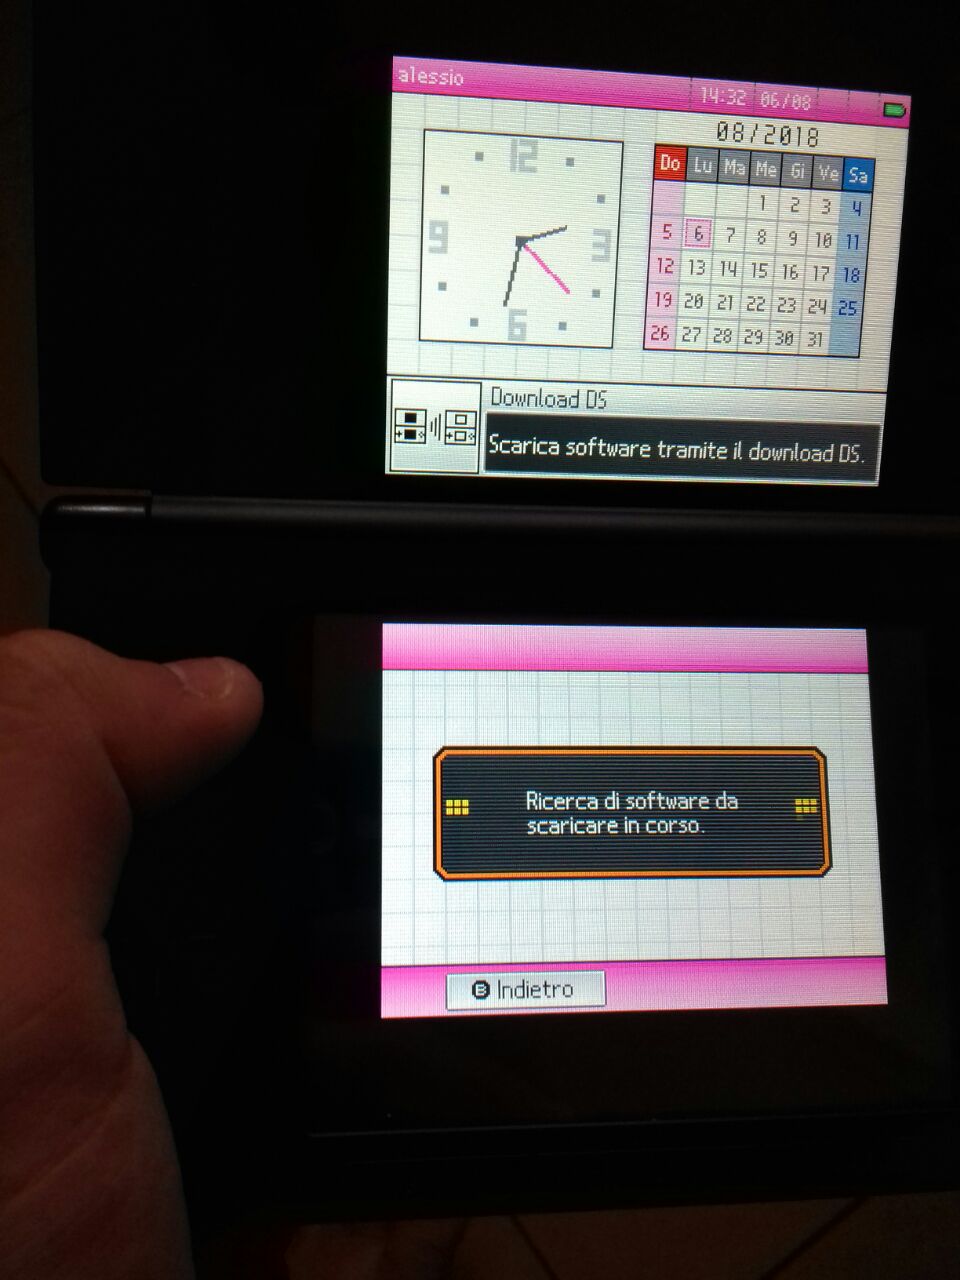 alessio
14:32 06/08
08/2018
12
9 3
6
Do Lu Ma Me Gi Ve Sa
1 2 3 4
5 6 7 8 9 10 11
12 13 14 15 16 17 18
19 20 21 22 23 24 25
26 27 28 29 30 31
Download DS
Scarica software tramite il download DS.
Ricerca di software da
scaricare in corso.
B Indietro